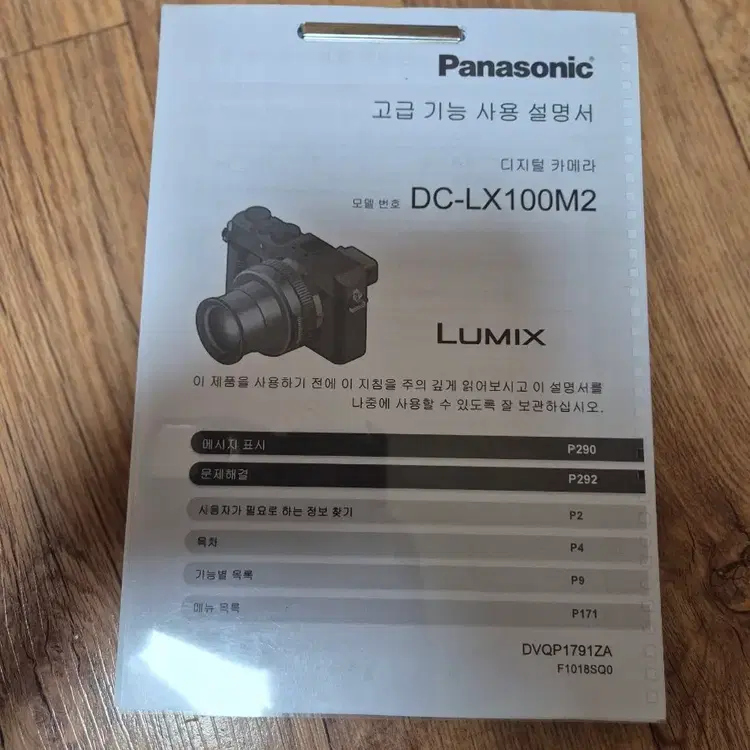 Panasonic
고급 기능 사용 설명서
디지털 카메라
모델 번호 DC-LX100M2
LUMIX
이 제품을 사용하기 전에 이 지침을 주의 깊게 읽어보시고 이 설명서를
나중에 사용할 수 있도록 잘 보관하십시오.
메시지 표시 P290
문제해결 P292
사용자가 필요로 하는 정보 찾기 P2
목차 P4
기능별 목록 P9
메뉴 목록 P171
DVQP1791ZA
F1018SQ0